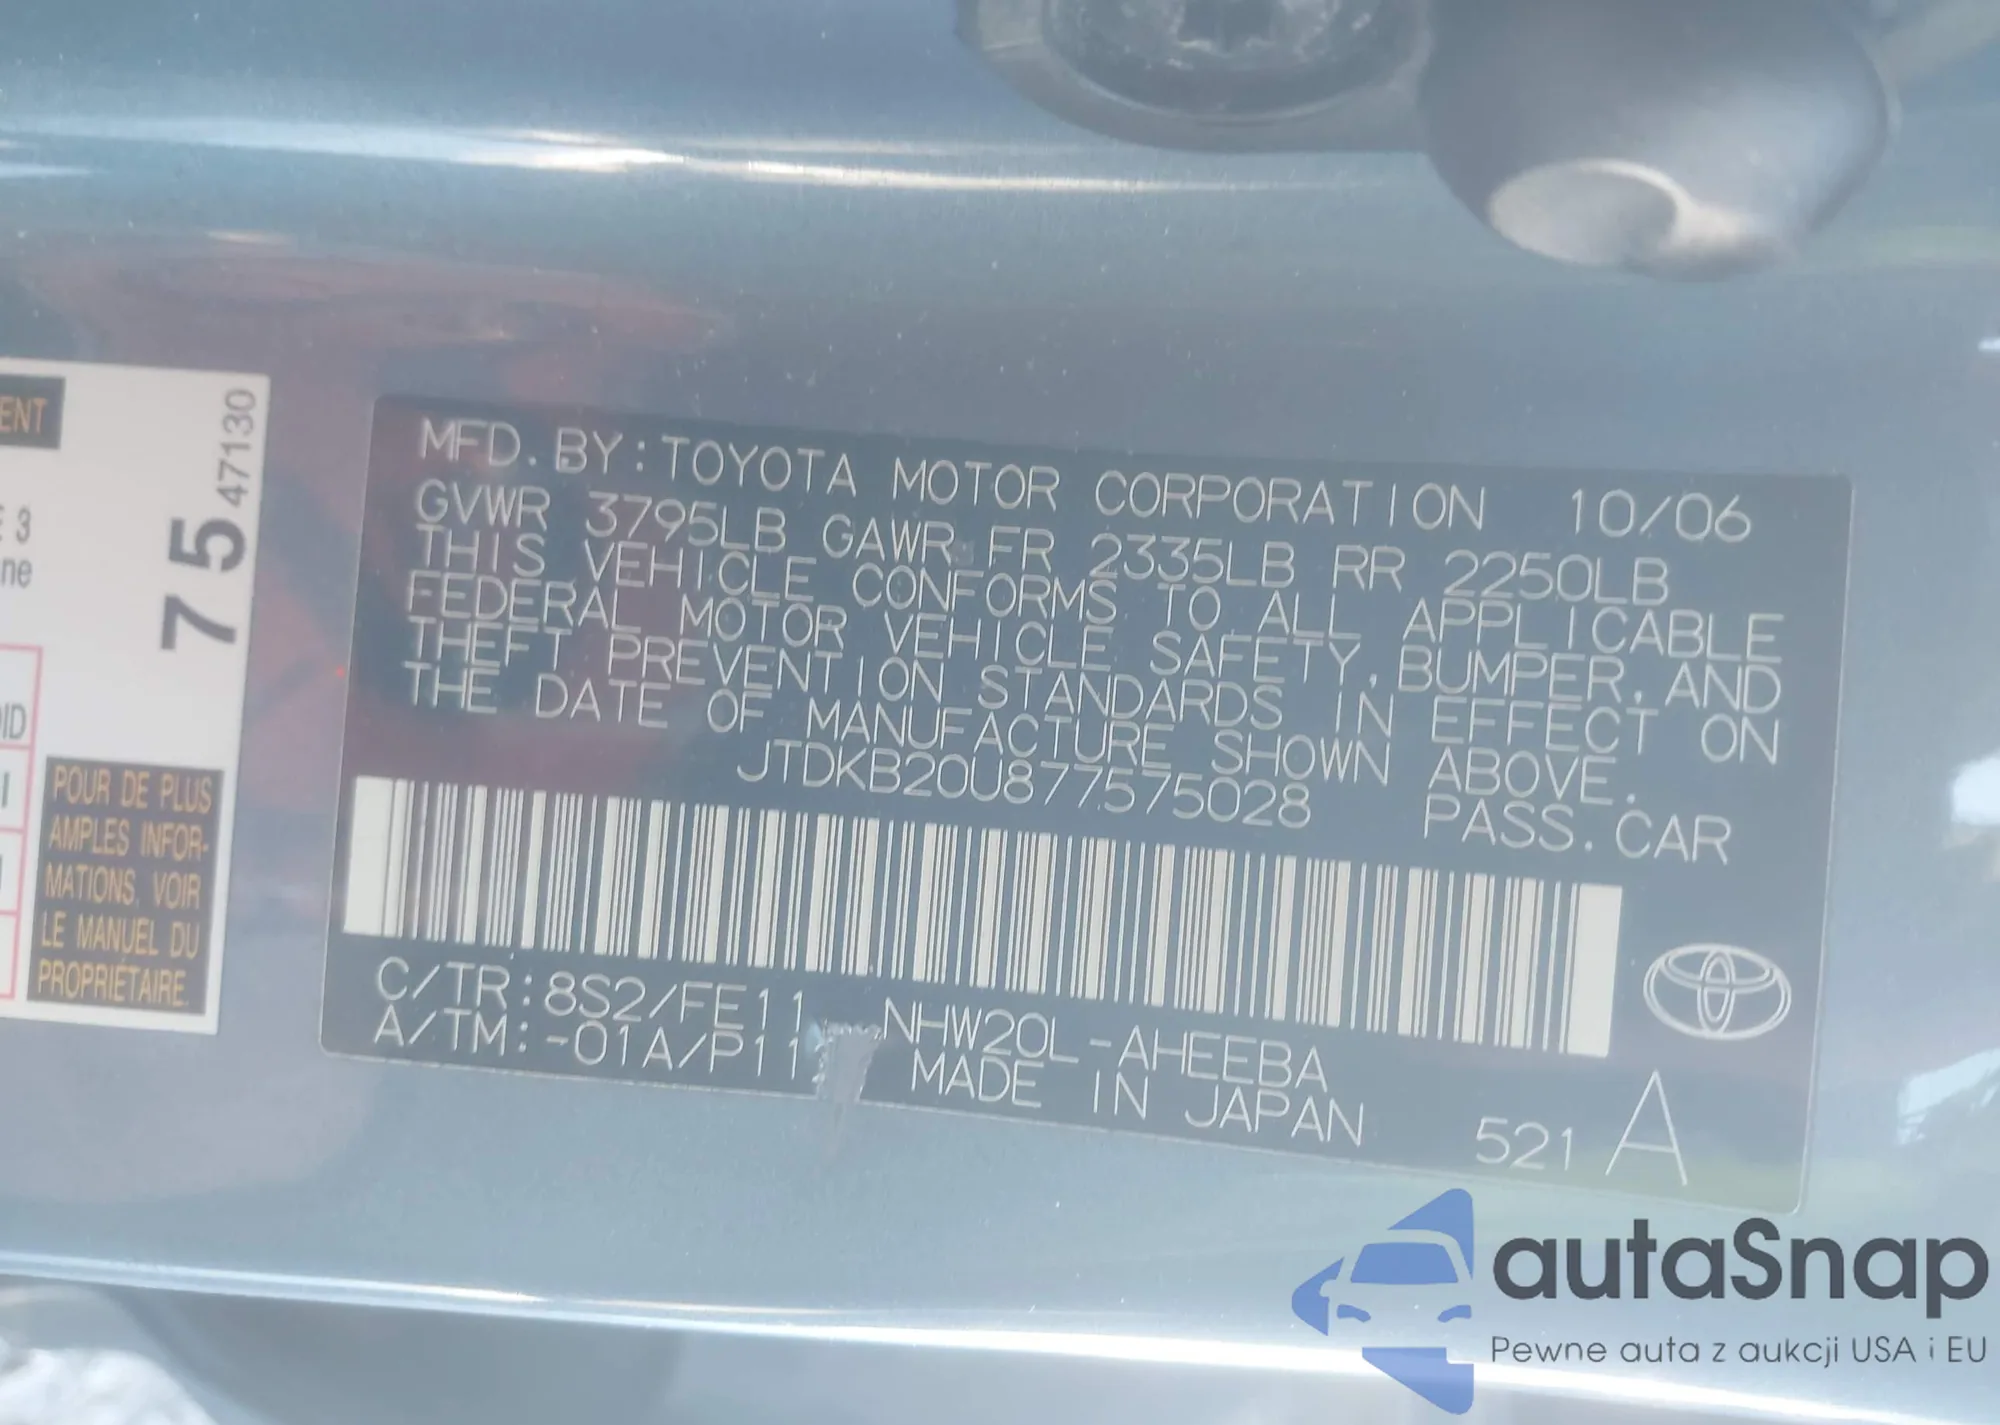 ENT
E 3
ne
75 47130
OID
POUR DE PLUS
AMPLES INFOR-
MATIONS, VOIR
LE MANUEL DU
PROPRIÉTAIRE.
MFD. BY: TOYOTA MOTOR CORPORATION 10/06
GVWR 3795LB GAWR FR 2335LB RR 2250LB
THIS VEHICLE CONFORMS TO ALL APPLICABLE
FEDERAL MOTOR VEHICLE SAFETY, BUMPER, AND
THEFT PREVENTION STANDARDS IN EFFECT ON
THE DATE OF MANUFACTURE SHOWN ABOVE.
JTDKB20U877575028 PASS. CAR
C/TR: 8S2/FE11 NHW20L-AHEEBA
A/TM: -01A/P11 MADE IN JAPAN 521 A
autaSnap
Pewne auta z aukcji USA i EU